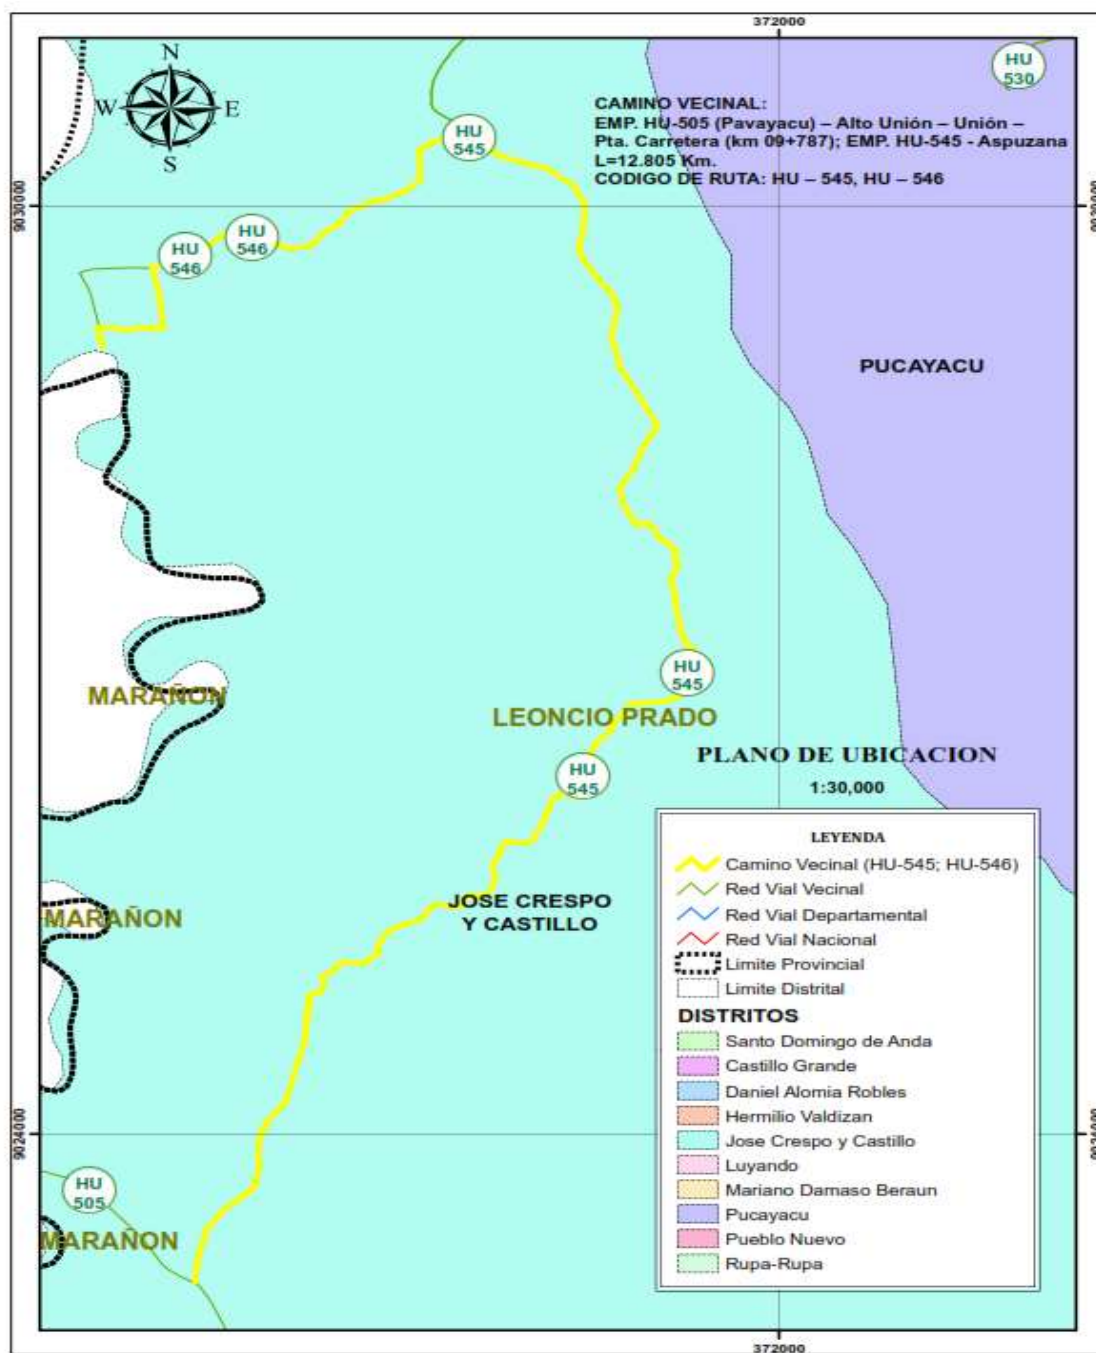 372000
N
W
E
S
HU
530
HU
545
CAMINO VECINAL:
EMP. HU-505 (Pavayacu) – Alto Unión – Unión –
Pta. Carretera (km 09+787); EMP. HU-545 - Aspuzana
L=12.805 Km.
CODIGO DE RUTA: HU – 545, HU – 546
9030000
9030000
HU
546
HU
546
PUCAYACU
HU
545
MARAÑON
LEONCIO PRADO
PLANO DE UBICACION
1:30,000
HU
545
JOSE CRESPO
Y CASTILLO
MARAÑON
LEYENDA
Camino Vecinal (HU-545; HU-546)
Red Vial Vecinal
Red Vial Departamental
Red Vial Nacional
Limite Provincial
Limite Distrital
DISTRITOS
Santo Domingo de Anda
Castillo Grande
Daniel Alomia Robles
Hermilio Valdizan
Jose Crespo y Castillo
Luyando
Mariano Damaso Beraun
Pucayacu
Pueblo Nuevo
Rupa-Rupa
9024000
9024000
HU
505
MARAÑON
372000